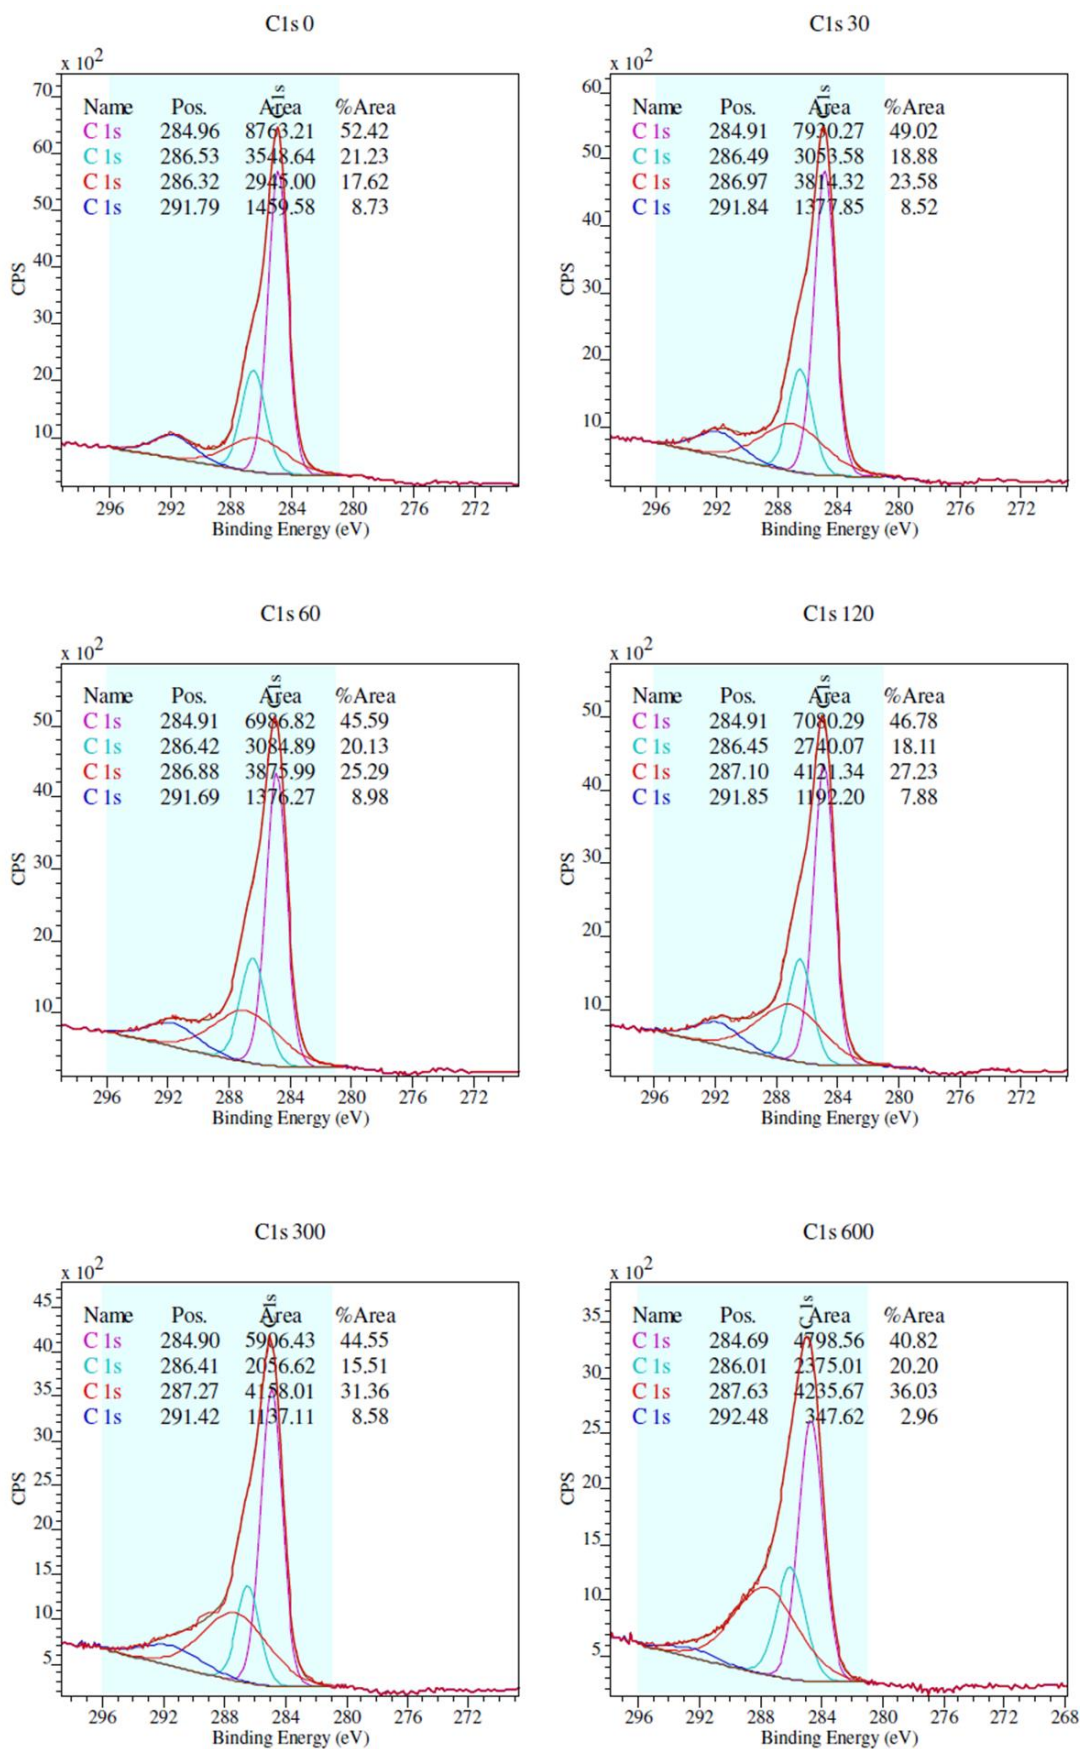 C1s 0
x 10²
70
60
50
40
30
20
10
CPS
Name Pos. Area %Area
C 1s 284.96 8763.21 52.42
C 1s 286.53 3548.64 21.23
C 1s 286.32 2945.00 17.62
C 1s 291.79 1459.58 8.73
C 1s
296 292 288 284 280 276 272
Binding Energy (eV)
C1s 30
x 10²
60
50
40
30
20
10
CPS
Name Pos. Area %Area
C 1s 284.91 7930.27 49.02
C 1s 286.49 3053.58 18.88
C 1s 286.97 3814.32 23.58
C 1s 291.84 1377.85 8.52
C 1s
296 292 288 284 280 276 272
Binding Energy (eV)
C1s 60
x 10²
50
40
30
20
10
CPS
Name Pos. Area %Area
C 1s 284.91 6986.82 45.59
C 1s 286.42 3084.89 20.13
C 1s 286.88 3875.99 25.29
C 1s 291.69 1376.27 8.98
C 1s
296 292 288 284 280 276 272
Binding Energy (eV)
C1s 120
x 10²
50
40
30
20
10
CPS
Name Pos. Area %Area
C 1s 284.91 7080.29 46.78
C 1s 286.45 2740.07 18.11
C 1s 287.10 4121.34 27.23
C 1s 291.85 1192.20 7.88
C 1s
296 292 288 284 280 276 272
Binding Energy (eV)
C1s 300
x 10²
45
40
35
30
25
20
15
10
5
CPS
Name Pos. Area %Area
C 1s 284.90 5906.43 44.55
C 1s 286.41 2056.62 15.51
C 1s 287.27 4158.01 31.36
C 1s 291.42 1137.11 8.58
C 1s
296 292 288 284 280 276 272
Binding Energy (eV)
C1s 600
x 10²
35
30
25
20
15
10
5
CPS
Name Pos. Area %Area
C 1s 284.69 4798.56 40.82
C 1s 286.01 2375.01 20.20
C 1s 287.63 4235.67 36.03
C 1s 292.48 347.62 2.96
C 1s
296 292 288 284 280 276 272 268
Binding Energy (eV)